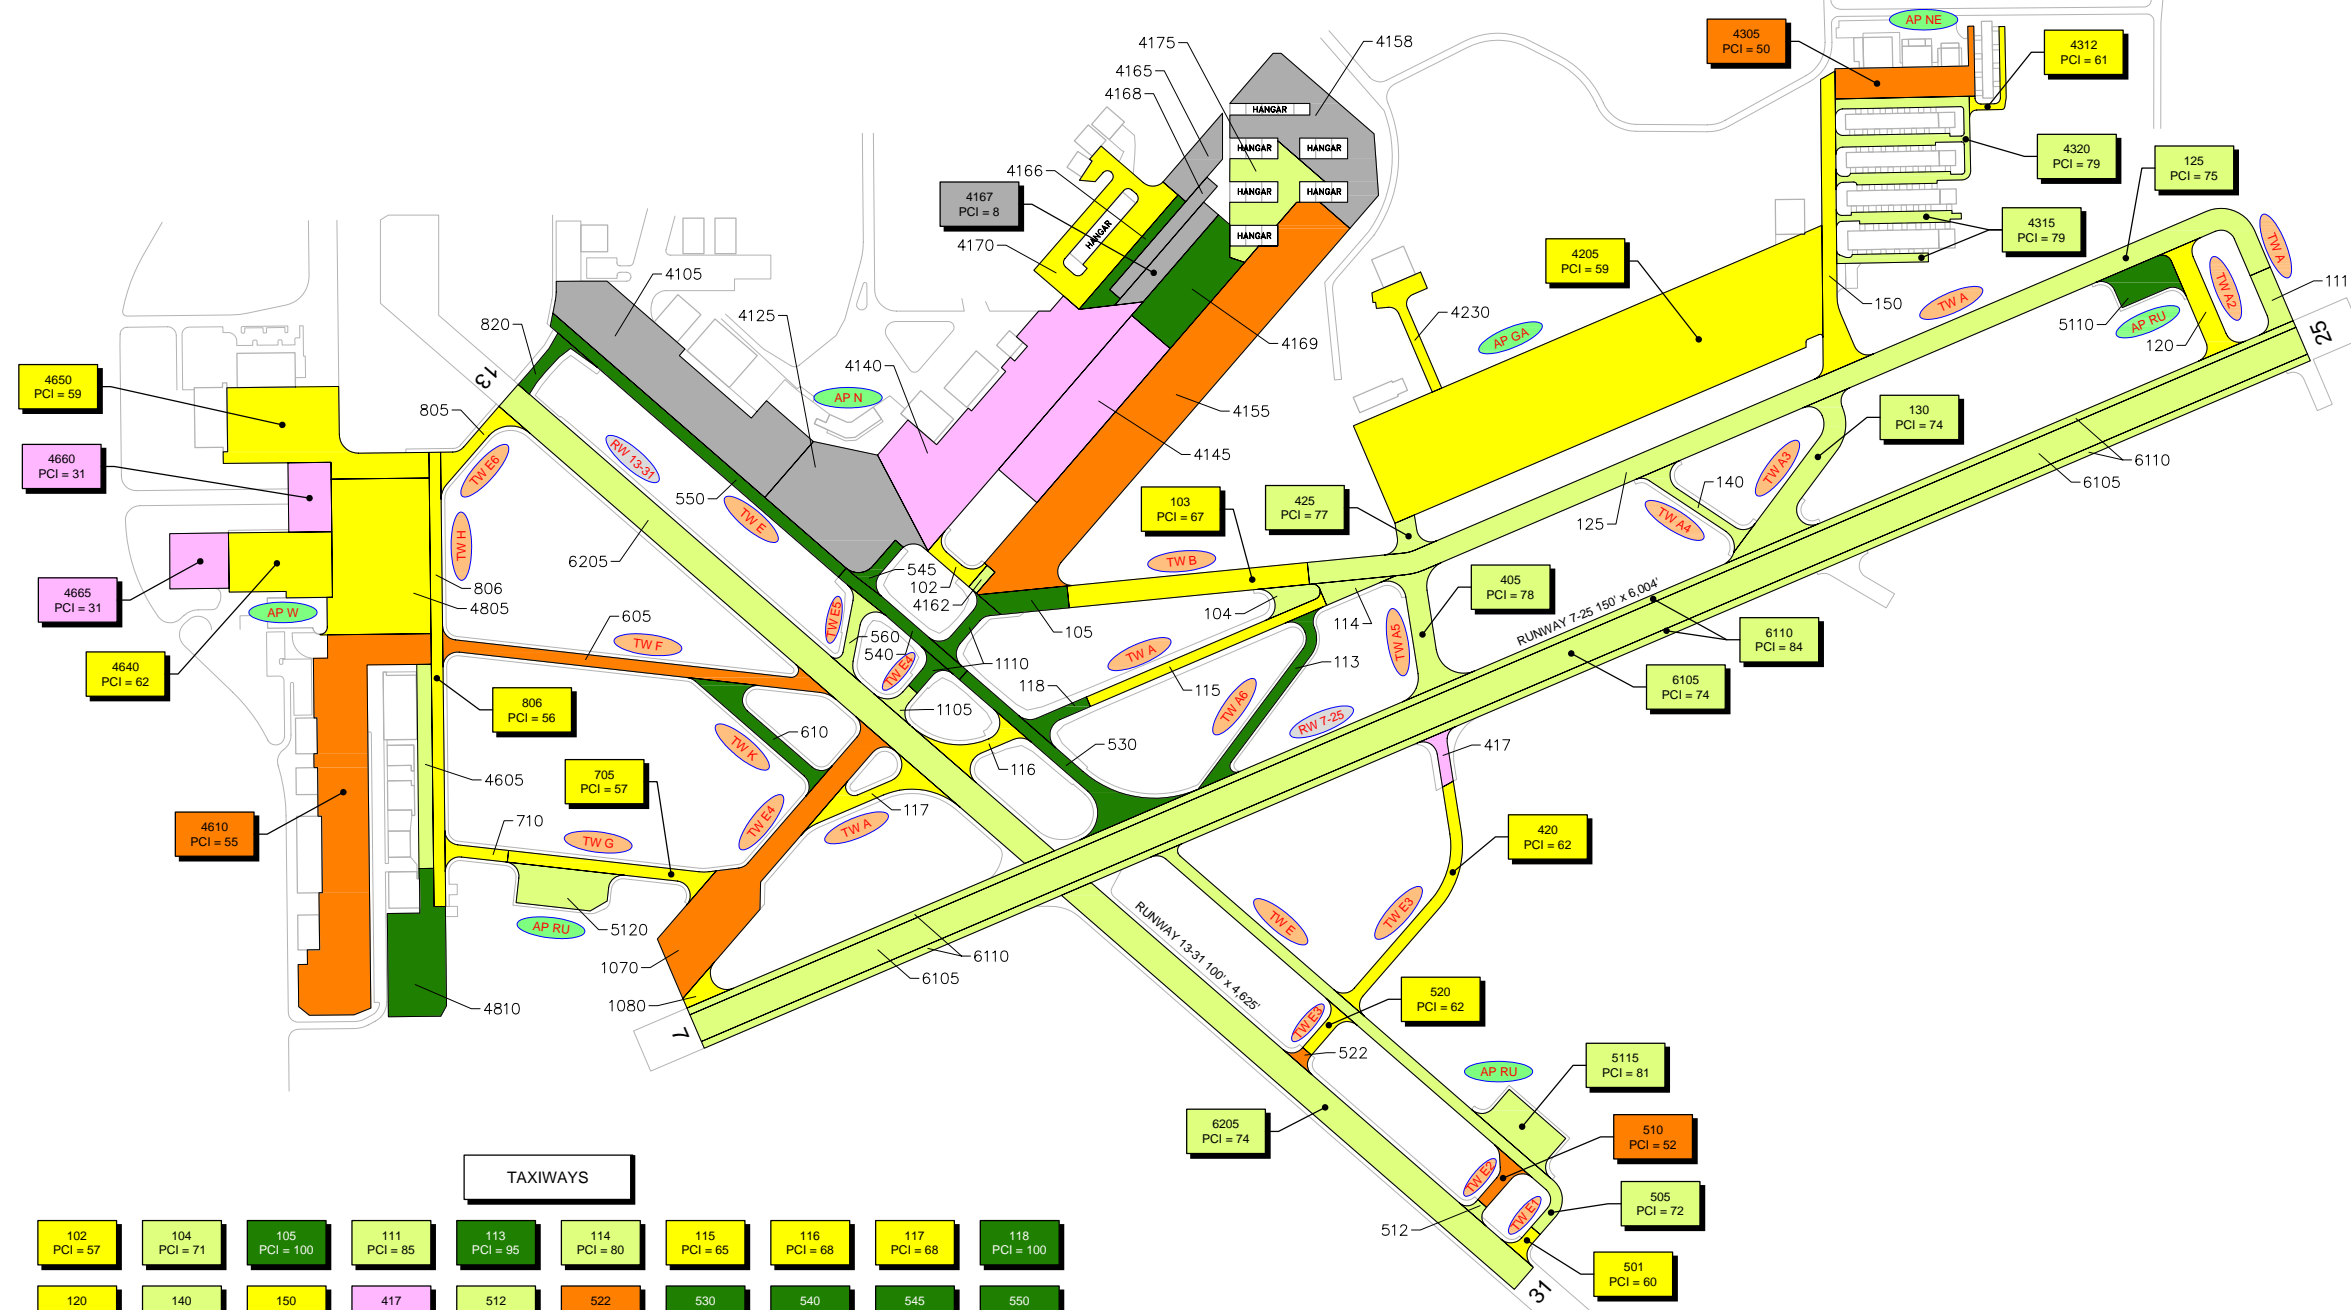 AP NE
4305
PCI = 50
4312
PCI = 61
4175
4158
4165
4168
HANGAR
HANGAR
HANGAR
HANGAR
HANGAR
HANGAR
HANGAR
4166
4167
PCI = 8
4170
4320
PCI = 79
125
PCI = 75
4315
PCI = 79
TW A
4205
PCI = 59
4105
4125
820
13
4140
AP N
4169
4155
4145
4230
AP GA
150
TW A
TW A2
111
5110
AP RU
120
25
4650
PCI = 59
805
4660
PCI = 31
TW E6
RW 13-31
550
TW E
103
PCI = 67
425
PCI = 77
130
PCI = 74
TW A3
140
6110
6105
125
TW A4
TW H
6205
545
102
4162
TW B
4665
PCI = 31
AP W
806
4805
605
TW F
TW E5
560
540
TW E4
105
104
114
TW A5
405
PCI = 78
RUNWAY 7-25 150' x 6,004'
6110
PCI = 84
4640
PCI = 62
1110
TW A
113
118
115
6105
PCI = 74
806
PCI = 56
1105
TW A6
RW 7-25
610
TW K
116
530
417
4605
705
PCI = 57
4610
PCI = 55
117
TW E4
TW A
710
TW G
420
PCI = 62
5120
AP RU
RUNWAY 13-31 100' x 4,625'
TW E
TW E3
1070
6110
6105
1080
4810
7
520
PCI = 62
TW E3
522
AP RU
5115
PCI = 81
6205
PCI = 74
510
PCI = 52
TW E2
TW E1
505
PCI = 72
512
501
PCI = 60
31
TAXIWAYS
102
PCI = 57
104
PCI = 71
105
PCI = 100
111
PCI = 85
113
PCI = 95
114
PCI = 80
115
PCI = 65
116
PCI = 68
117
PCI = 68
118
PCI = 100
120
140
150
417
512
522
530
540
545
550